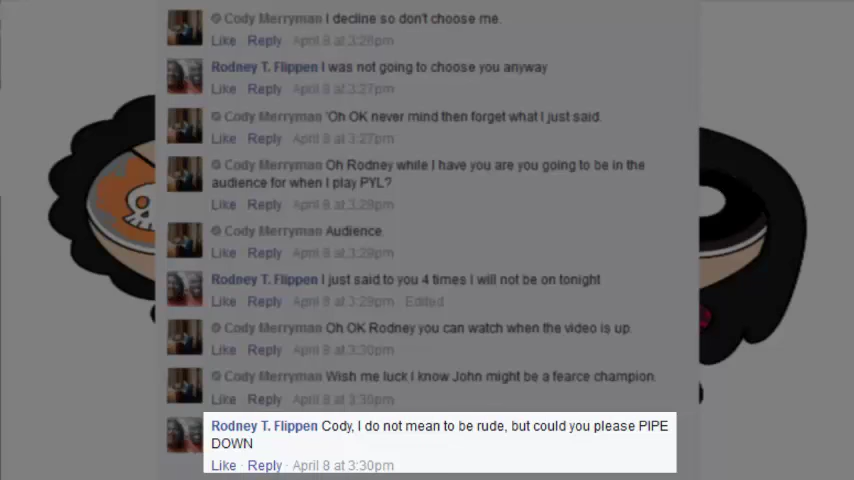 Cody Merryman I decline so don't choose me.
Like Reply April 8 at 3:26pm
Rodney T. Flippen I was not going to choose you anyway
Like Reply April 8 at 3:27pm
Cody Merryman 'Oh OK never mind then forget what I just said.
Like Reply April 8 at 3:27pm
Cody Merryman Oh Rodney while I have you are you going to be in the
audience for when I play PYL?
Like Reply April 8 at 3:28pm
Cody Merryman Audience.
Like Reply April 8 at 3:29pm
Rodney T. Flippen I just said to you 4 times I will not be on tonight
Like Reply April 8 at 3:29pm Edited
Cody Merryman Oh OK Rodney you can watch when the video is up.
Like Reply April 8 at 3:30pm
Cody Merryman Wish me luck I know John might be a fearce champion.
Like Reply April 8 at 3:30pm
Rodney T. Flippen Cody, I do not mean to be rude, but could you please PIPE
DOWN
Like · Reply · April 8 at 3:30pm